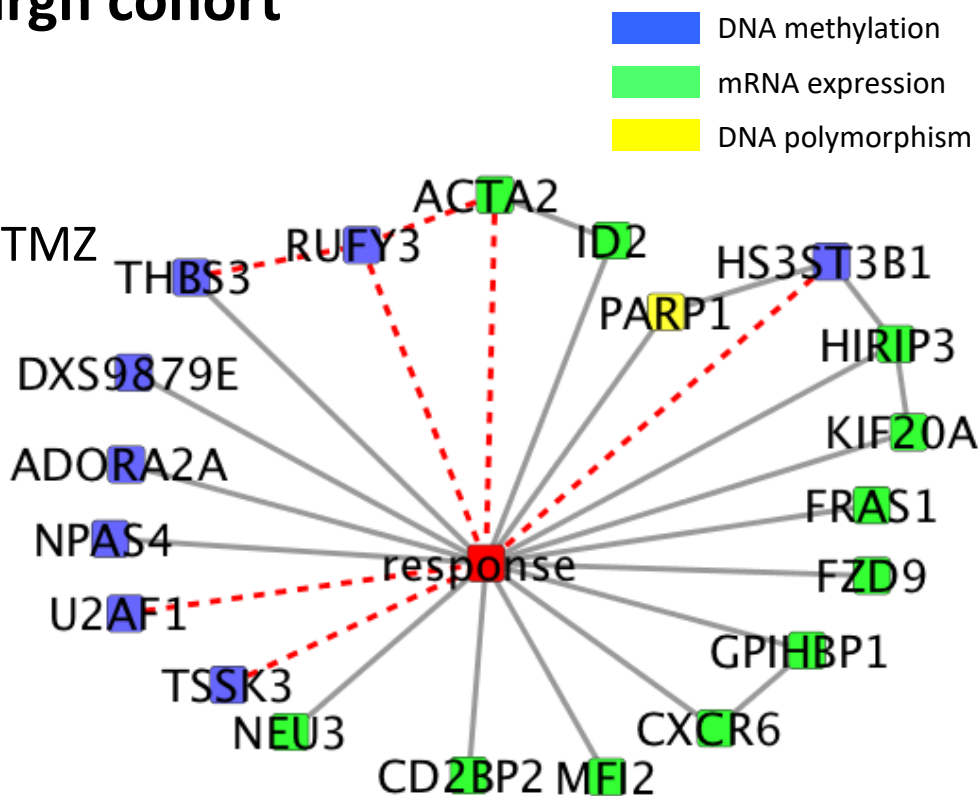 cohort
DNA methylation
mRNA expression
DNA polymorphism
TMZ
ACTA2
RUFY3
ID2
THBS3
HS3ST3B1
PARP1
HIRIP3
DXS9879E
KIF20A
ADORA2A
FRAS1
NPAS4
response
FZD9
U2AF1
GPIHBP1
TSSK3
NEU3
CXCR6
CD2BP2
MFI2